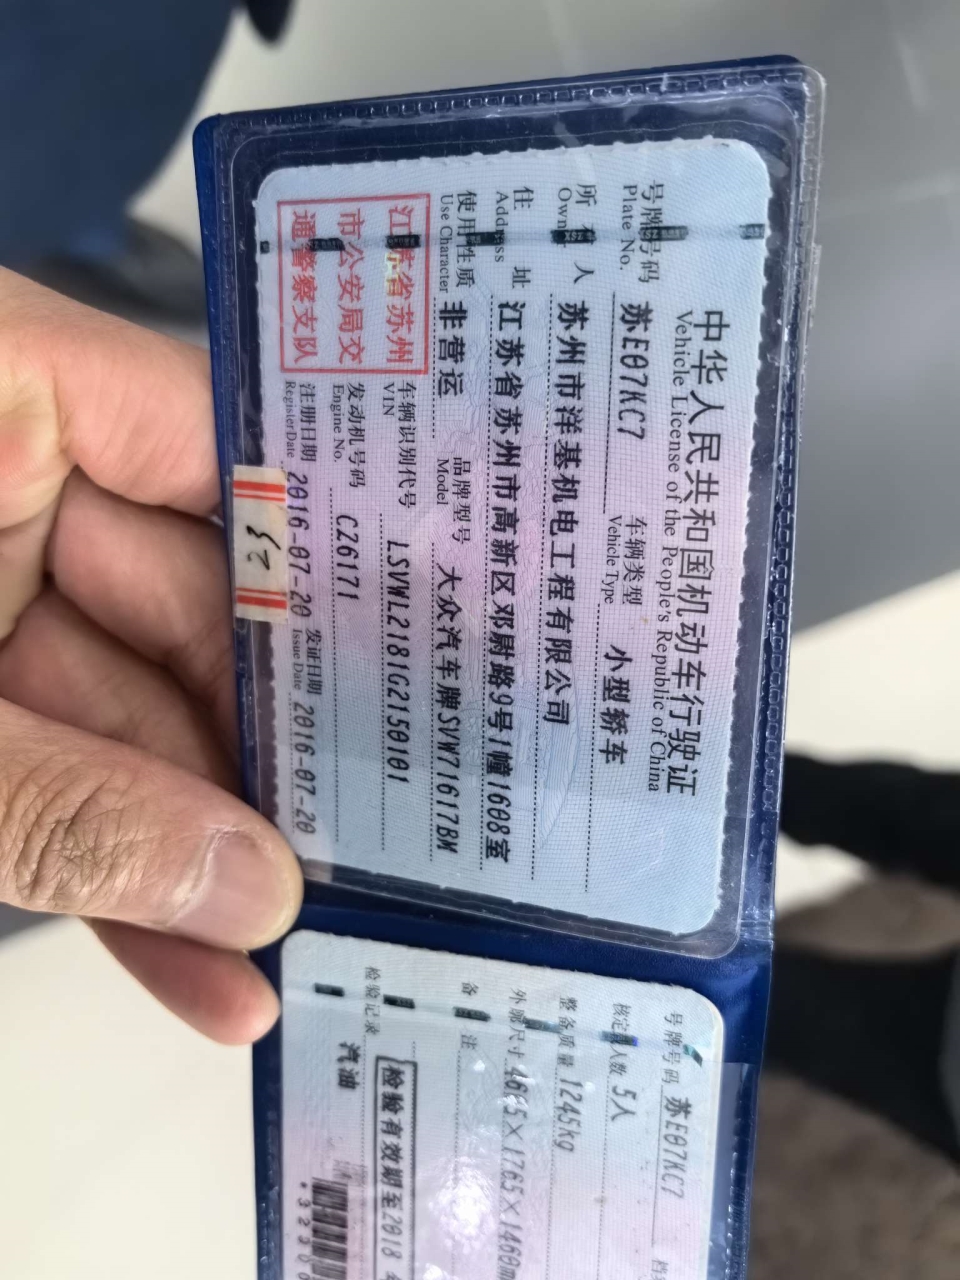 中华人民共和国机动车行驶证
Vehicle License of the People's Republic of China
号牌号码 苏E07KC7 车辆类型 小型轿车
Plate No. Vehicle Type
所有人 苏州市洋基机电工程有限公司
Owner
住址 江苏省苏州市高新区邓尉路9号1幢1608室
Address
使用性质 非营运 品牌型号 大众汽车牌SVW71617BM
Use Character Model
江苏省苏州
市公安局交
通警察支队
车辆识别代号 LSVWL2181G2150101
VIN
发动机号码 CZ6171
Engine No.
注册日期 2016-07-20 发证日期 2016-07-20
Register Date Issue Date
号牌号码 苏E07KC7
核定载人数 5人
整备质量 1245kg
外廓尺寸 4665×1765×1460m
备注
检验有效期至2018
检验记录
汽油